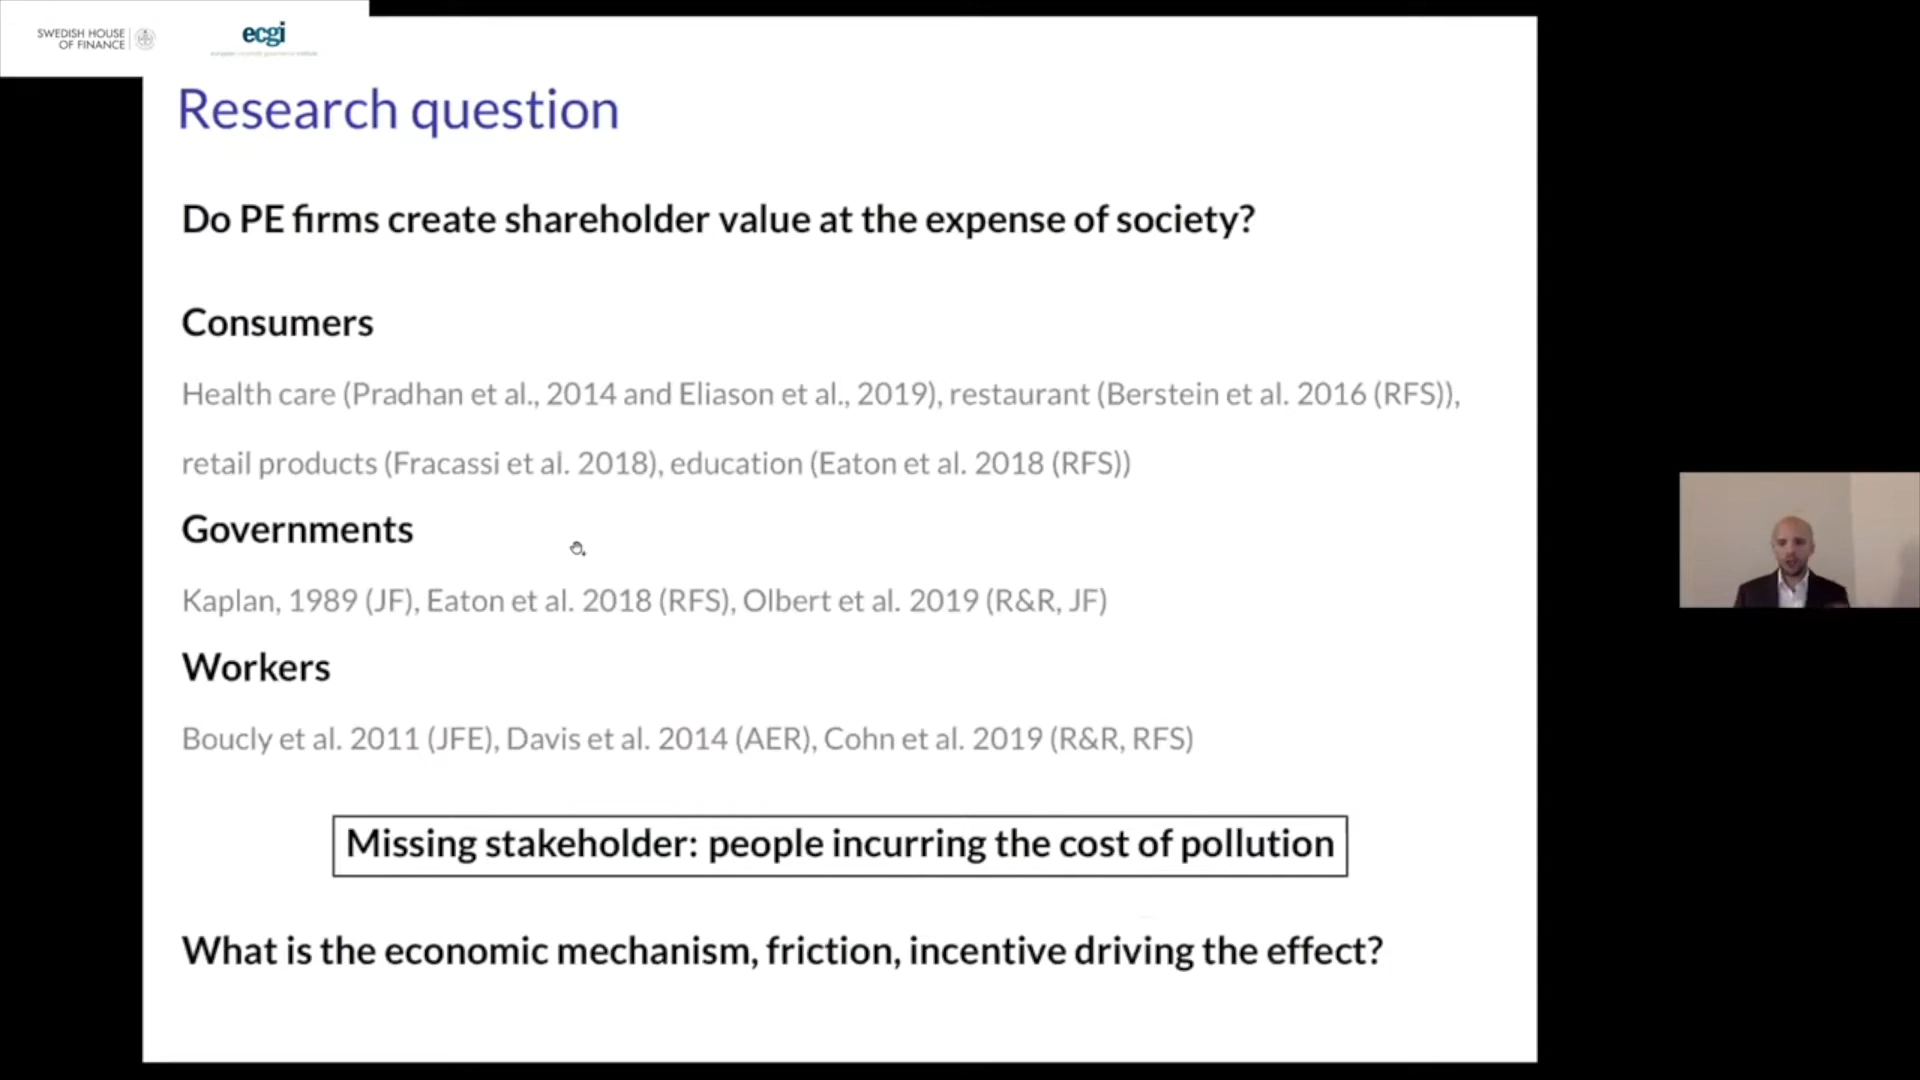 SWEDISH HOUSE
OF FINANCE
ecgi
european corporate governance institute
Research question
Do PE firms create shareholder value at the expense of society?
Consumers
Health care (Pradhan et al., 2014 and Eliason et al., 2019), restaurant (Berstein et al. 2016 (RFS)),
retail products (Fracassi et al. 2018), education (Eaton et al. 2018 (RFS))
Governments
Kaplan, 1989 (JF), Eaton et al. 2018 (RFS), Olbert et al. 2019 (R&R, JF)
Workers
Boucly et al. 2011 (JFE), Davis et al. 2014 (AER), Cohn et al. 2019 (R&R, RFS)
Missing stakeholder: people incurring the cost of pollution
What is the economic mechanism, friction, incentive driving the effect?